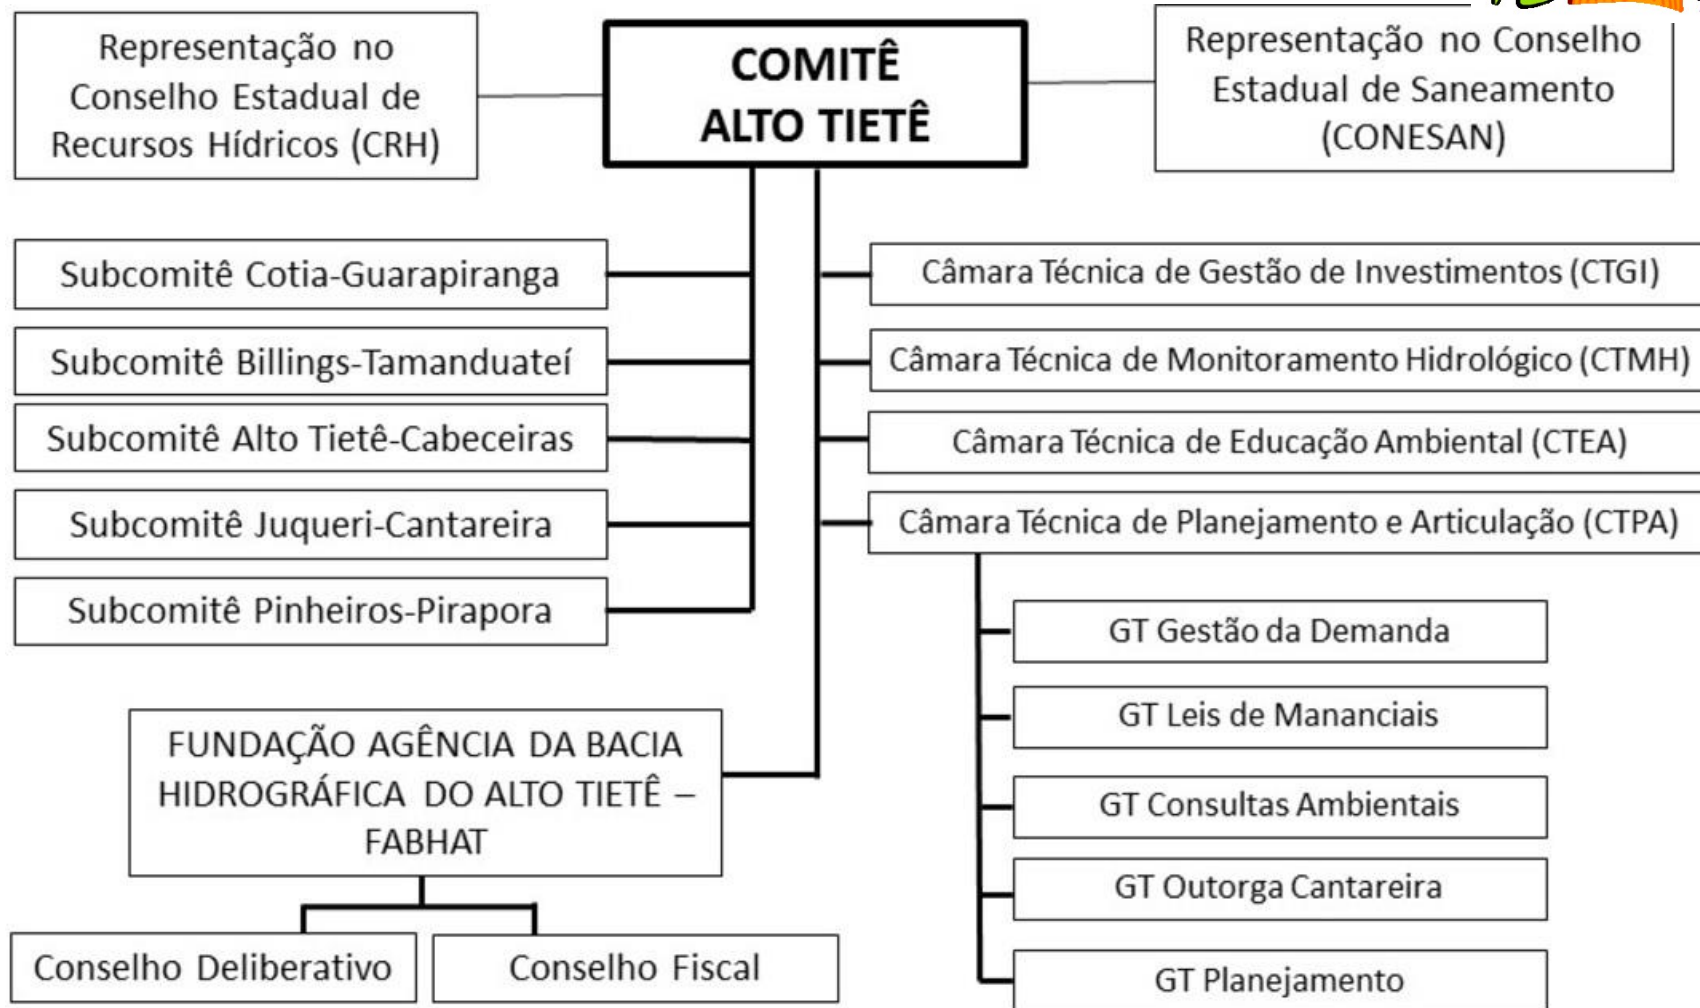 Representação no
Conselho Estadual de
Recursos Hídricos (CRH)
COMITÊ
ALTO TIETÊ
Representação no Conselho
Estadual de Saneamento
(CONESAN)
Subcomitê Cotia-Guarapiranga
Subcomitê Billings-Tamanduateí
Subcomitê Alto Tietê-Cabeceiras
Subcomitê Juqueri-Cantareira
Subcomitê Pinheiros-Pirapora
Câmara Técnica de Gestão de Investimentos (CTGI)
Câmara Técnica de Monitoramento Hidrológico (CTMH)
Câmara Técnica de Educação Ambiental (CTEA)
Câmara Técnica de Planejamento e Articulação (CTPA)
GT Gestão da Demanda
GT Leis de Mananciais
GT Consultas Ambientais
GT Outorga Cantareira
GT Planejamento
FUNDAÇÃO AGÊNCIA DA BACIA
HIDROGRÁFICA DO ALTO TIETÊ –
FABHAT
Conselho Deliberativo
Conselho Fiscal